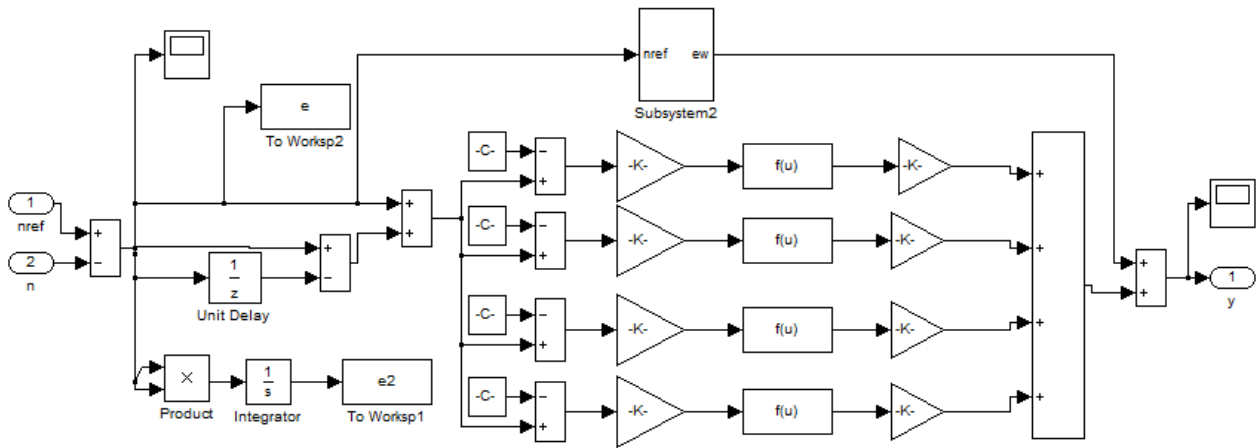 nref ew
Subsystem2
e
To Worksp2
-C-
−
+
-K-
f(u)
-K-
+
1
nref
+
−
2
n
+
+
+
−
1
z
Unit Delay
-C-
−
+
-K-
f(u)
-K-
+
+
+
1
y
-C-
−
+
-K-
f(u)
-K-
+
×
Product
1
s
Integrator
e2
To Worksp1
-C-
−
+
-K-
f(u)
-K-
+